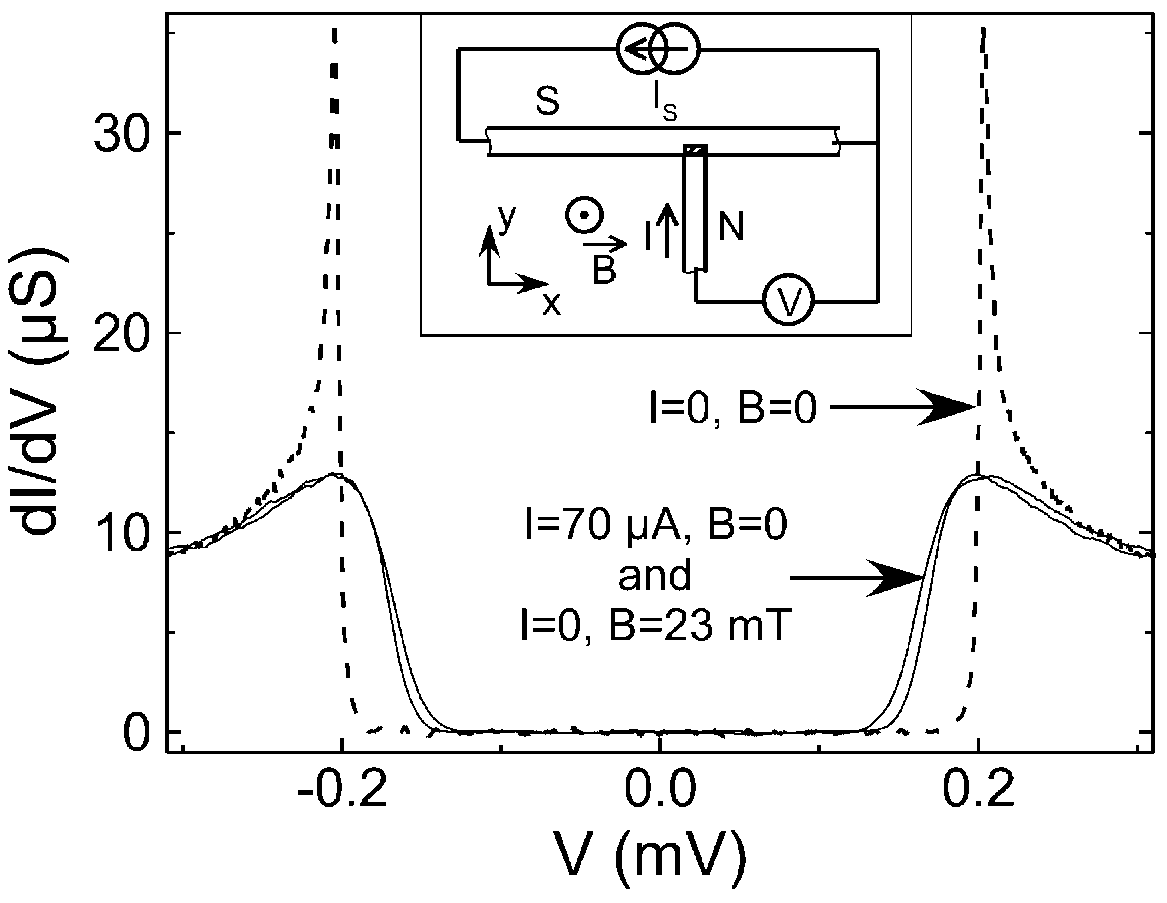 dI/dV (µS)
30
20
10
0
I_S
S
y
x
B
I
N
V
I=0, B=0
I=70 µA, B=0
and
I=0, B=23 mT
-0.2
0.0
0.2
V (mV)